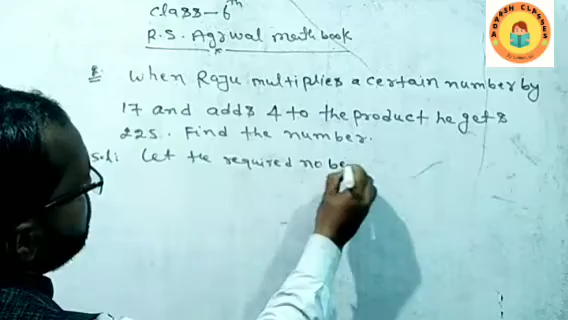 class-6th
R.S. Agrwal math book
Q: When Raju multiplies a certain number by
17 and adds 4 to the product he gets
225. Find the number.
Sol: Let the required no be